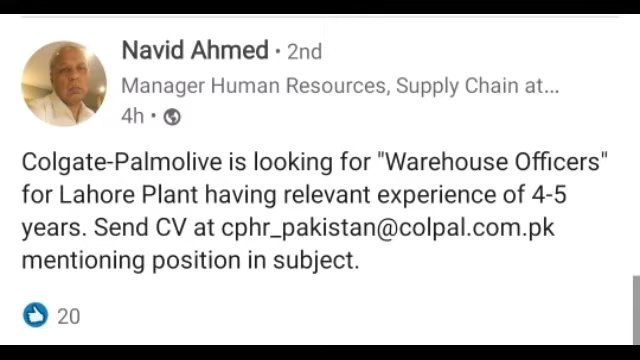 Navid Ahmed • 2nd
Manager Human Resources, Supply Chain at...
4h •
Colgate-Palmolive is looking for "Warehouse Officers"
for Lahore Plant having relevant experience of 4-5
years. Send CV at cphr_pakistan@colpal.com.pk
mentioning position in subject.
20